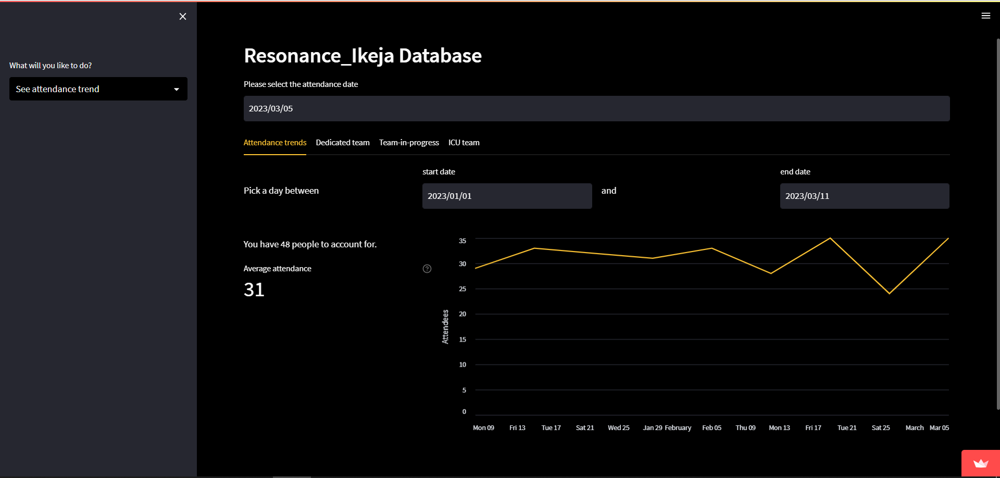 What will you like to do?
See attendance trend
Resonance_Ikeja Database
Please select the attendance date
2023/03/05
Attendance trends Dedicated team Team-in-progress ICU team
start date end date
Pick a day between 2023/01/01 and 2023/03/11
You have 48 people to account for.
Average attendance
31
Attendees
35
30
25
20
15
10
5
0
Mon 09 Fri 13 Tue 17 Sat 21 Wed 25 Jan 29 February Feb 05 Thu 09 Mon 13 Fri 17 Tue 21 Sat 25 March Mar 05